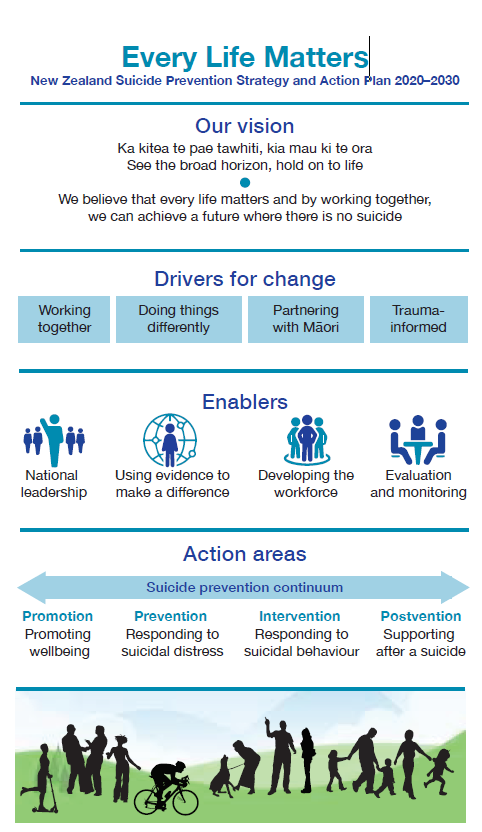 Every Life Matters
New Zealand Suicide Prevention Strategy and Action Plan 2020–2030
Our vision
Ka kitea te pae tawhiti, kia mau ki te ora
See the broad horizon, hold on to life
We believe that every life matters and by working together,
we can achieve a future where there is no suicide
Drivers for change
Working
together
Doing things
differently
Partnering
with Māori
Trauma-
informed
Enablers
National
leadership
Using evidence to
make a difference
Developing the
workforce
Evaluation
and monitoring
Action areas
Suicide prevention continuum
Promotion
Promoting
wellbeing
Prevention
Responding to
suicidal distress
Intervention
Responding to
suicidal behaviour
Postvention
Supporting
after a suicide